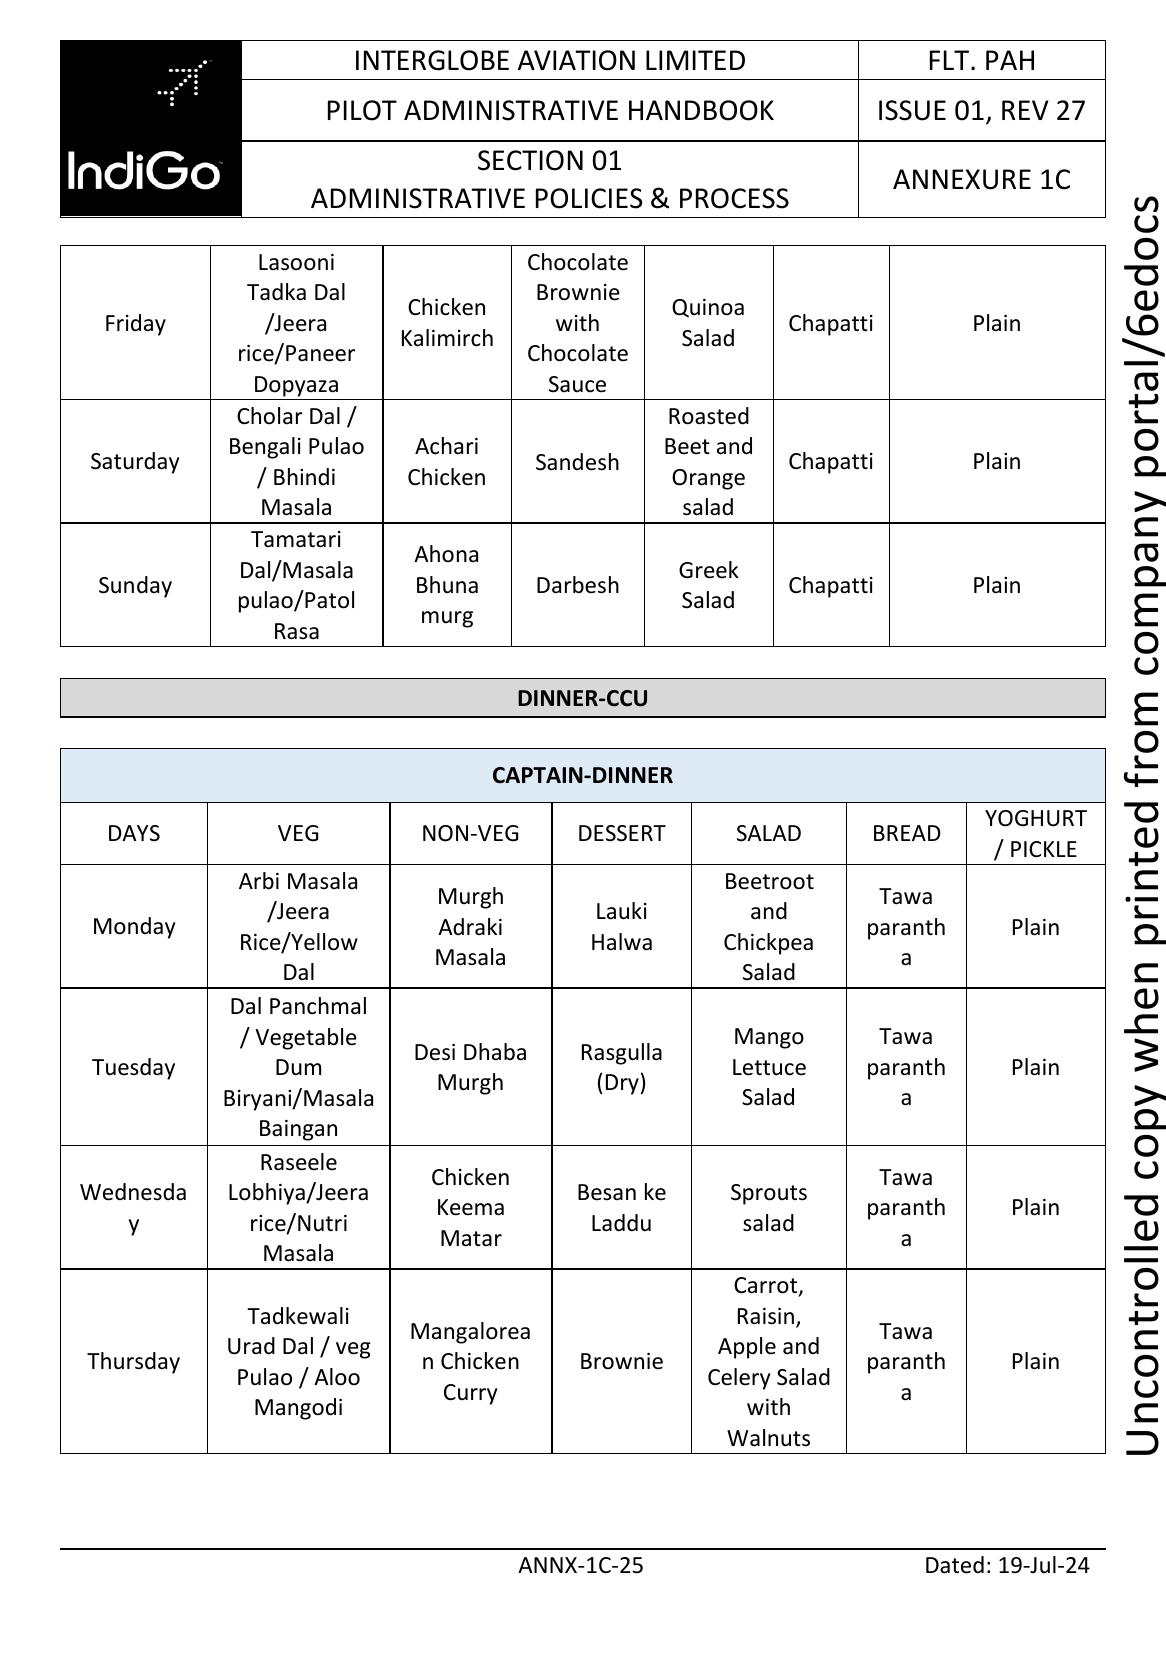 IndiGo
INTERGLOBE AVIATION LIMITED
FLT. PAH
PILOT ADMINISTRATIVE HANDBOOK
ISSUE 01, REV 27
SECTION 01
ADMINISTRATIVE POLICIES & PROCESS
ANNEXURE 1C
Friday
Lasooni
Tadka Dal
/Jeera
rice/Paneer
Dopyaza
Chicken
Kalimirch
Chocolate
Brownie
with
Chocolate
Sauce
Quinoa
Salad
Chapatti
Plain
Saturday
Cholar Dal /
Bengali Pulao
/ Bhindi
Masala
Achari
Chicken
Sandesh
Roasted
Beet and
Orange
salad
Chapatti
Plain
Sunday
Tamatari
Dal/Masala
pulao/Patol
Rasa
Ahona
Bhuna
murg
Darbesh
Greek
Salad
Chapatti
Plain
DINNER-CCU
CAPTAIN-DINNER
DAYS
VEG
NON-VEG
DESSERT
SALAD
BREAD
YOGHURT
/ PICKLE
Monday
Arbi Masala
/Jeera
Rice/Yellow
Dal
Murgh
Adraki
Masala
Lauki
Halwa
Beetroot
and
Chickpea
Salad
Tawa
paranth
a
Plain
Tuesday
Dal Panchmal
/ Vegetable
Dum
Biryani/Masala
Baingan
Desi Dhaba
Murgh
Rasgulla
(Dry)
Mango
Lettuce
Salad
Tawa
paranth
a
Plain
Wednesda
y
Raseele
Lobhiya/Jeera
rice/Nutri
Masala
Chicken
Keema
Matar
Besan ke
Laddu
Sprouts
salad
Tawa
paranth
a
Plain
Thursday
Tadkewali
Urad Dal / veg
Pulao / Aloo
Mangodi
Mangalorea
n Chicken
Curry
Brownie
Carrot,
Raisin,
Apple and
Celery Salad
with
Walnuts
Tawa
paranth
a
Plain
ANNX-1C-25
Dated: 19-Jul-24
Uncontrolled copy when printed from company portal/6edocs